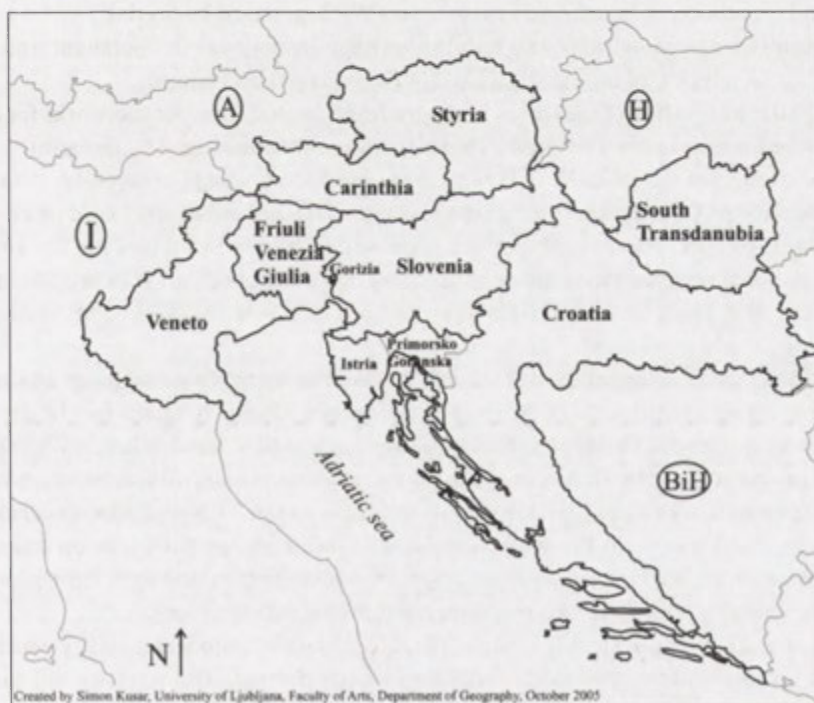 A
H
Styria
Carinthia
South
Transdanubia
I
Friuli
Venezia
Giulia
Gorizia
Slovenia
Veneto
Croatia
Istria
Primorsko
Goranska
Adriatic sea
BiH
N
Created by Simon Kusar, University of Ljubljana, Faculty of Arts, Department of Geography, October 2005